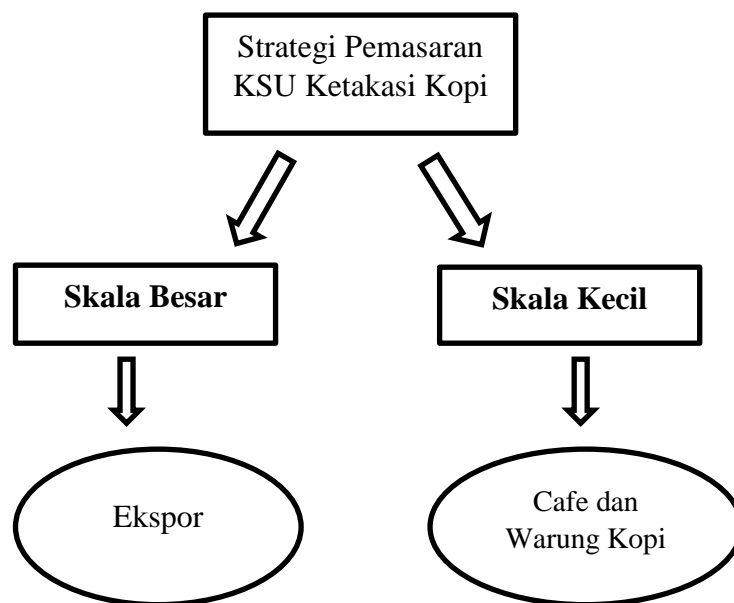 Strategi Pemasaran
KSU Ketakasi Kopi
Skala Besar
Skala Kecil
Ekspor
Cafe dan
Warung Kopi